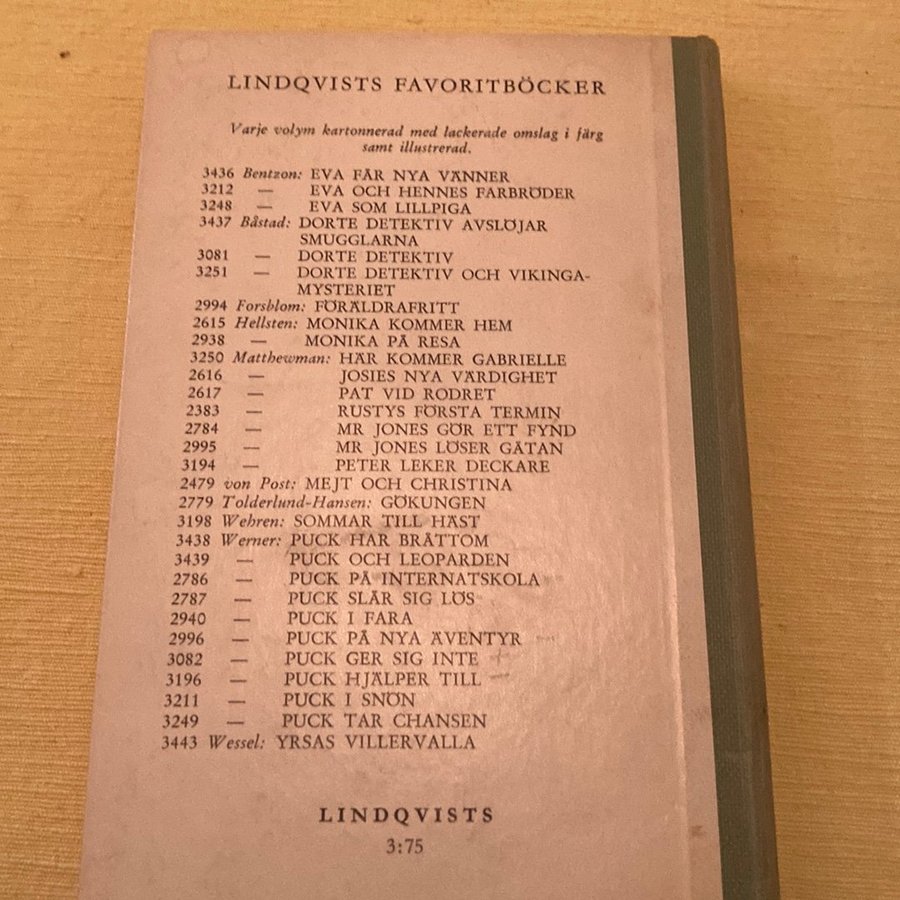 LINDQVISTS FAVORITBÖCKER
Varje volym kartonnerad med lackerade omslag i färg
samt illustrerad.
3436 Bentzon: EVA FÅR NYA VÄNNER
3212 — EVA OCH HENNES FARBRÖDER
3248 — EVA SOM LILLPIGA
3437 Båstad: DORTE DETEKTIV AVSLÖJAR
SMUGGLARNA
3081 — DORTE DETEKTIV
3251 — DORTE DETEKTIV OCH VIKINGA-
MYSTERIET
2994 Forsblom: FÖRÄLDRAFRITT
2615 Hellsten: MONIKA KOMMER HEM
2938 — MONIKA PÅ RESA
3250 Matthewman: HÄR KOMMER GABRIELLE
2616 — JOSIES NYA VÄRDIGHET
2617 — PAT VID RODRET
2383 — RUSTYS FÖRSTA TERMIN
2784 — MR JONES GÖR ETT FYND
2995 — MR JONES LÖSER GÅTAN
3194 — PETER LEKER DECKARE
2479 von Post: MEJT OCH CHRISTINA
2779 Tolderlund-Hansen: GÖKUNGEN
3198 Wehren: SOMMAR TILL HÄST
3438 Werner: PUCK HAR BRÅTTOM
3439 — PUCK OCH LEOPARDEN
2786 — PUCK PÅ INTERNATSKOLA
2787 — PUCK SLÅR SIG LÖS
2940 — PUCK I FARA
2996 — PUCK PÅ NYA ÄVENTYR
3082 — PUCK GER SIG INTE
3196 — PUCK HJÄLPER TILL
3211 — PUCK I SNÖN
3249 — PUCK TAR CHANSEN
3443 Wessel: YRSAS VILLERVALLA
LINDQVISTS
3:75